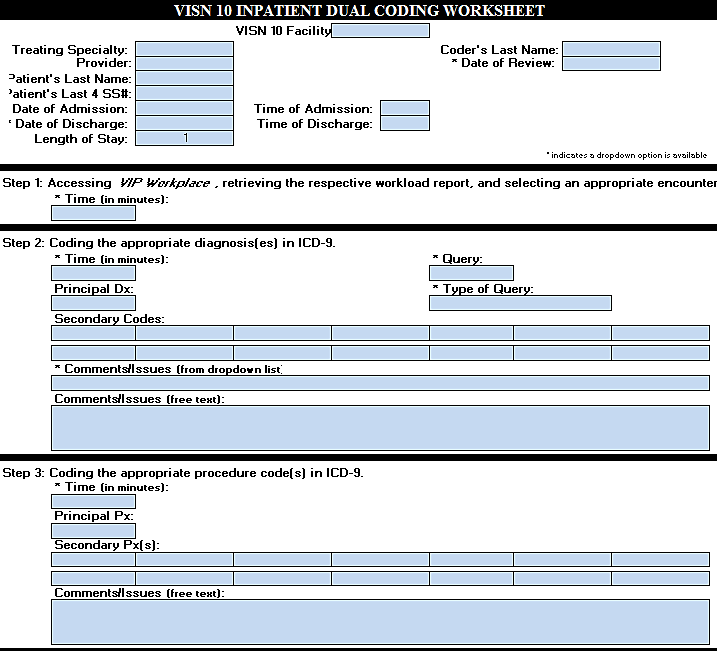 VISN 10 INPATIENT DUAL CODING WORKSHEET
VISN 10 Facility
Treating Specialty:
Coder's Last Name:
Provider:
* Date of Review:
Patient's Last Name:
Patient's Last 4 SS#:
Date of Admission:
Time of Admission:
* Date of Discharge:
Time of Discharge:
Length of Stay: 1
* indicates a dropdown option is available
Step 1: Accessing VIP Workplace , retrieving the respective workload report, and selecting an appropriate encounter
* Time (in minutes):
Step 2: Coding the appropriate diagnosis(es) in ICD-9.
* Time (in minutes):
* Query:
Principal Dx:
* Type of Query:
Secondary Codes:
* Comments/Issues (from dropdown list)
Comments/Issues (free text):
Step 3: Coding the appropriate procedure code(s) in ICD-9.
* Time (in minutes):
Principal Px:
Secondary Px(s):
Comments/Issues (free text):